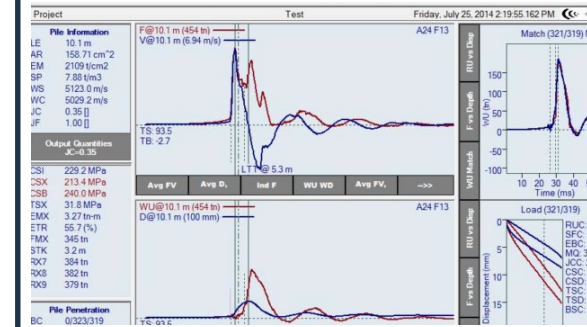 Project
Test
Friday, July 25, 2014 2:19:55.162 PM
Pile Information
LE 10.1 m
AR 158.71 cm^2
EM 2109 t/cm2
SP 7.88 t/m3
WS 5123.0 m/s
WC 5029.2 m/s
JC 0.35 []
JF 1.00 []
Output Quantities
JC=0.35
CSI 229.2 MPa
CSX 213.4 MPa
CSB 240.0 MPa
TSX 31.8 MPa
EMX 3.27 tn-m
ETR 55.7 (%)
FMX 345 tn
STK 3.2 m
RX7 384 tn
RX8 382 tn
RX9 379 tn
Pile Penetration
BC 0/323/319
F@10.1 m (454 tn)
V@10.1 m (6.94 m/s)
A24 F13
TS: 93.5
TB: -2.7
LTT @ 5.3 m
Avg FV
Avg D,
Ind F
WU WD
Avg FV,
-->>
WU@10.1 m (454 tn)
D@10.1 m (100 mm)
A24 F13
TS: 93.5
RU vs Disp
F vs Depth
WU Match
RU vs Disp
F vs Depth
Match (321/319)
WU (tn)
150
100
50
0
-50
-100
10 20 30 40
Time (ms)
Load (321/319)
Displacement (mm)
0
5
10
15
RUC:
SFC:
EBC:
MQ:
JCC:
CSC:
CSD:
TSC:
TSD:
BSC: